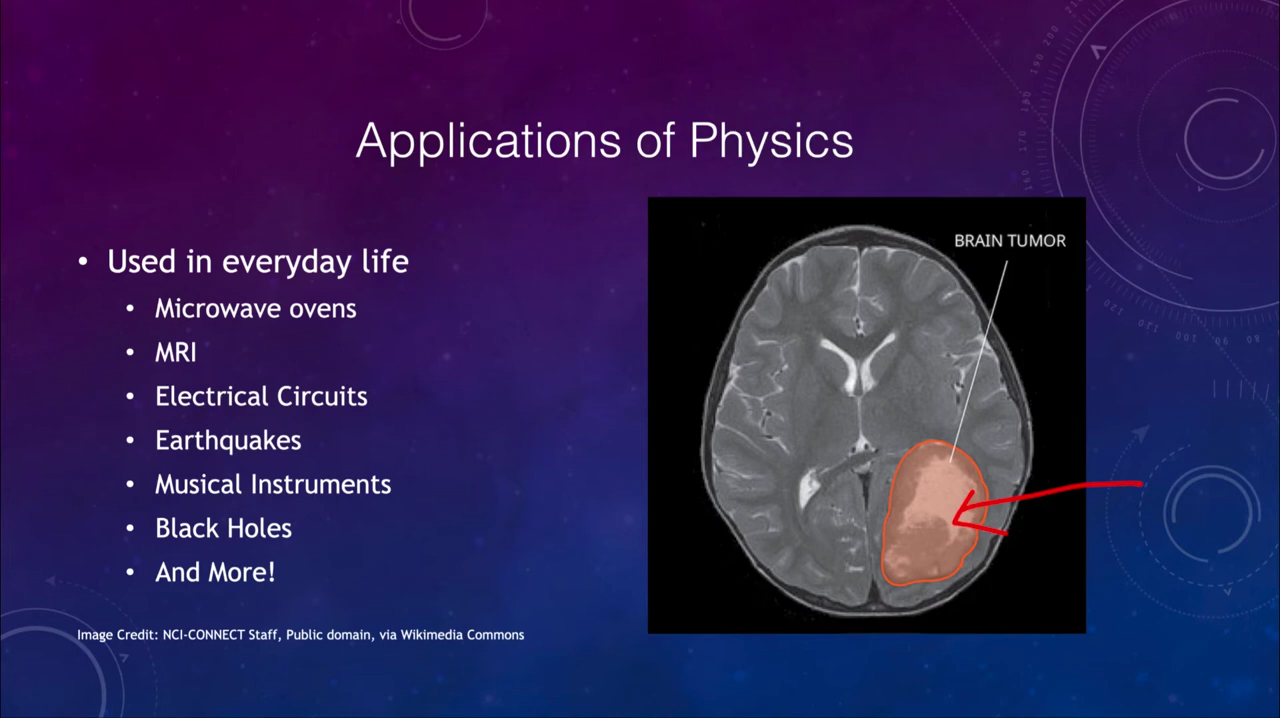 Applications of Physics
BRAIN TUMOR
• Used in everyday life
• Microwave ovens
• MRI
• Electrical Circuits
• Earthquakes
• Musical Instruments
• Black Holes
• And More!
Image Credit: NCI-CONNECT Staff, Public domain, via Wikimedia Commons